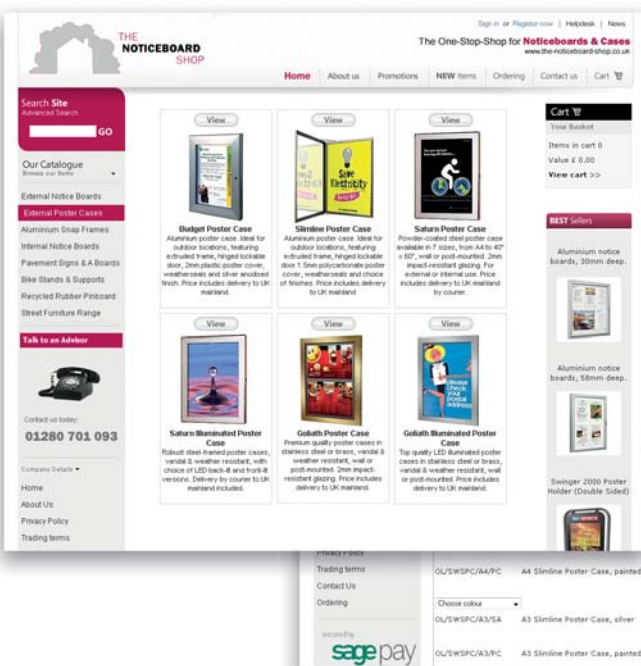 THE
NOTICEBOARD
SHOP
Sign in or Register now | Helpdesk | News
The One-Stop-Shop for Noticeboards & Cases
www.the-noticeboard-shop.co.uk
Home About us Promotions NEW Items Ordering Contact us Cart
Search Site
Advanced Search
GO
Our Catalogue
Browse our Items
External Notice Boards
External Poster Cases
Aluminium Snap Frames
Internal Notice Boards
Pavement Signs & A Boards
Bike Stands & Supports
Recycled Rubber Pinboard
Street Furniture Range
Talk to an Advisor
Contact us today:
01280 701 093
Company Details
Home
About Us
Privacy Policy
Trading terms
View
Budget Poster Case
Aluminium poster case. Ideal for
outdoor locations, featuring
extruded frame, hinged lockable
door, 2mm plastic poster cover,
weatherseals and silver anodised
finish. Price includes delivery to UK
mainland.
View
Save
Electricity
Slimline Poster Case
Aluminium poster case. Ideal for
outdoor locations, featuring
extruded frame, hinged lockable
door 1.5mm polycarbonate poster
cover, weatherseals and choice
of finishes. Price includes delivery
to UK mainland
View
Saturn Poster Case
Powder-coated steel poster case
available in 7 sizes, from A4 to 40"
x 60", wall or post-mounted. 2mm
impact-resistant glazing. For
external or internal use. Price
includes delivery to UK mainland
by courier.
View
Saturn Illuminated Poster
Case
Robust steel-framed poster cases,
vandal & weather resistant, with
choice of LED back-lit and front-lit
versions. Delivery by courier to UK
mainland included.
View
Goliath Poster Case
Premium quality poster cases in
stainless steel or brass, vandal &
weather resistant, wall or
post-mounted. 2mm impact-
resistant glazing. Price includes
delivery to UK mainland.
View
please
check
your
postal
address
Goliath Illuminated Poster
Case
Top quality LED illuminated poster
cases in stainless steel or brass,
vandal & weather resistant, wall
or post-mounted. Price includes
delivery to UK mainland.
Cart
Your Basket
Items in cart 0
Value £ 0.00
View cart >>
BEST Sellers
Aluminium notice
boards, 30mm deep.
Aluminium notice
boards, 50mm deep.
Swinger 2000 Poster
Holder (Double Sided)
Privacy Policy
Trading terms
Contact Us
Ordering
secured by
sage pay
OL/SWSPC/A4/PC A4 Slimline Poster Case, painted
Choose colour
OL/SWSPC/A3/SA A3 Slimline Poster Case, silver
OL/SWSPC/A3/PC A3 Slimline Poster Case, painted